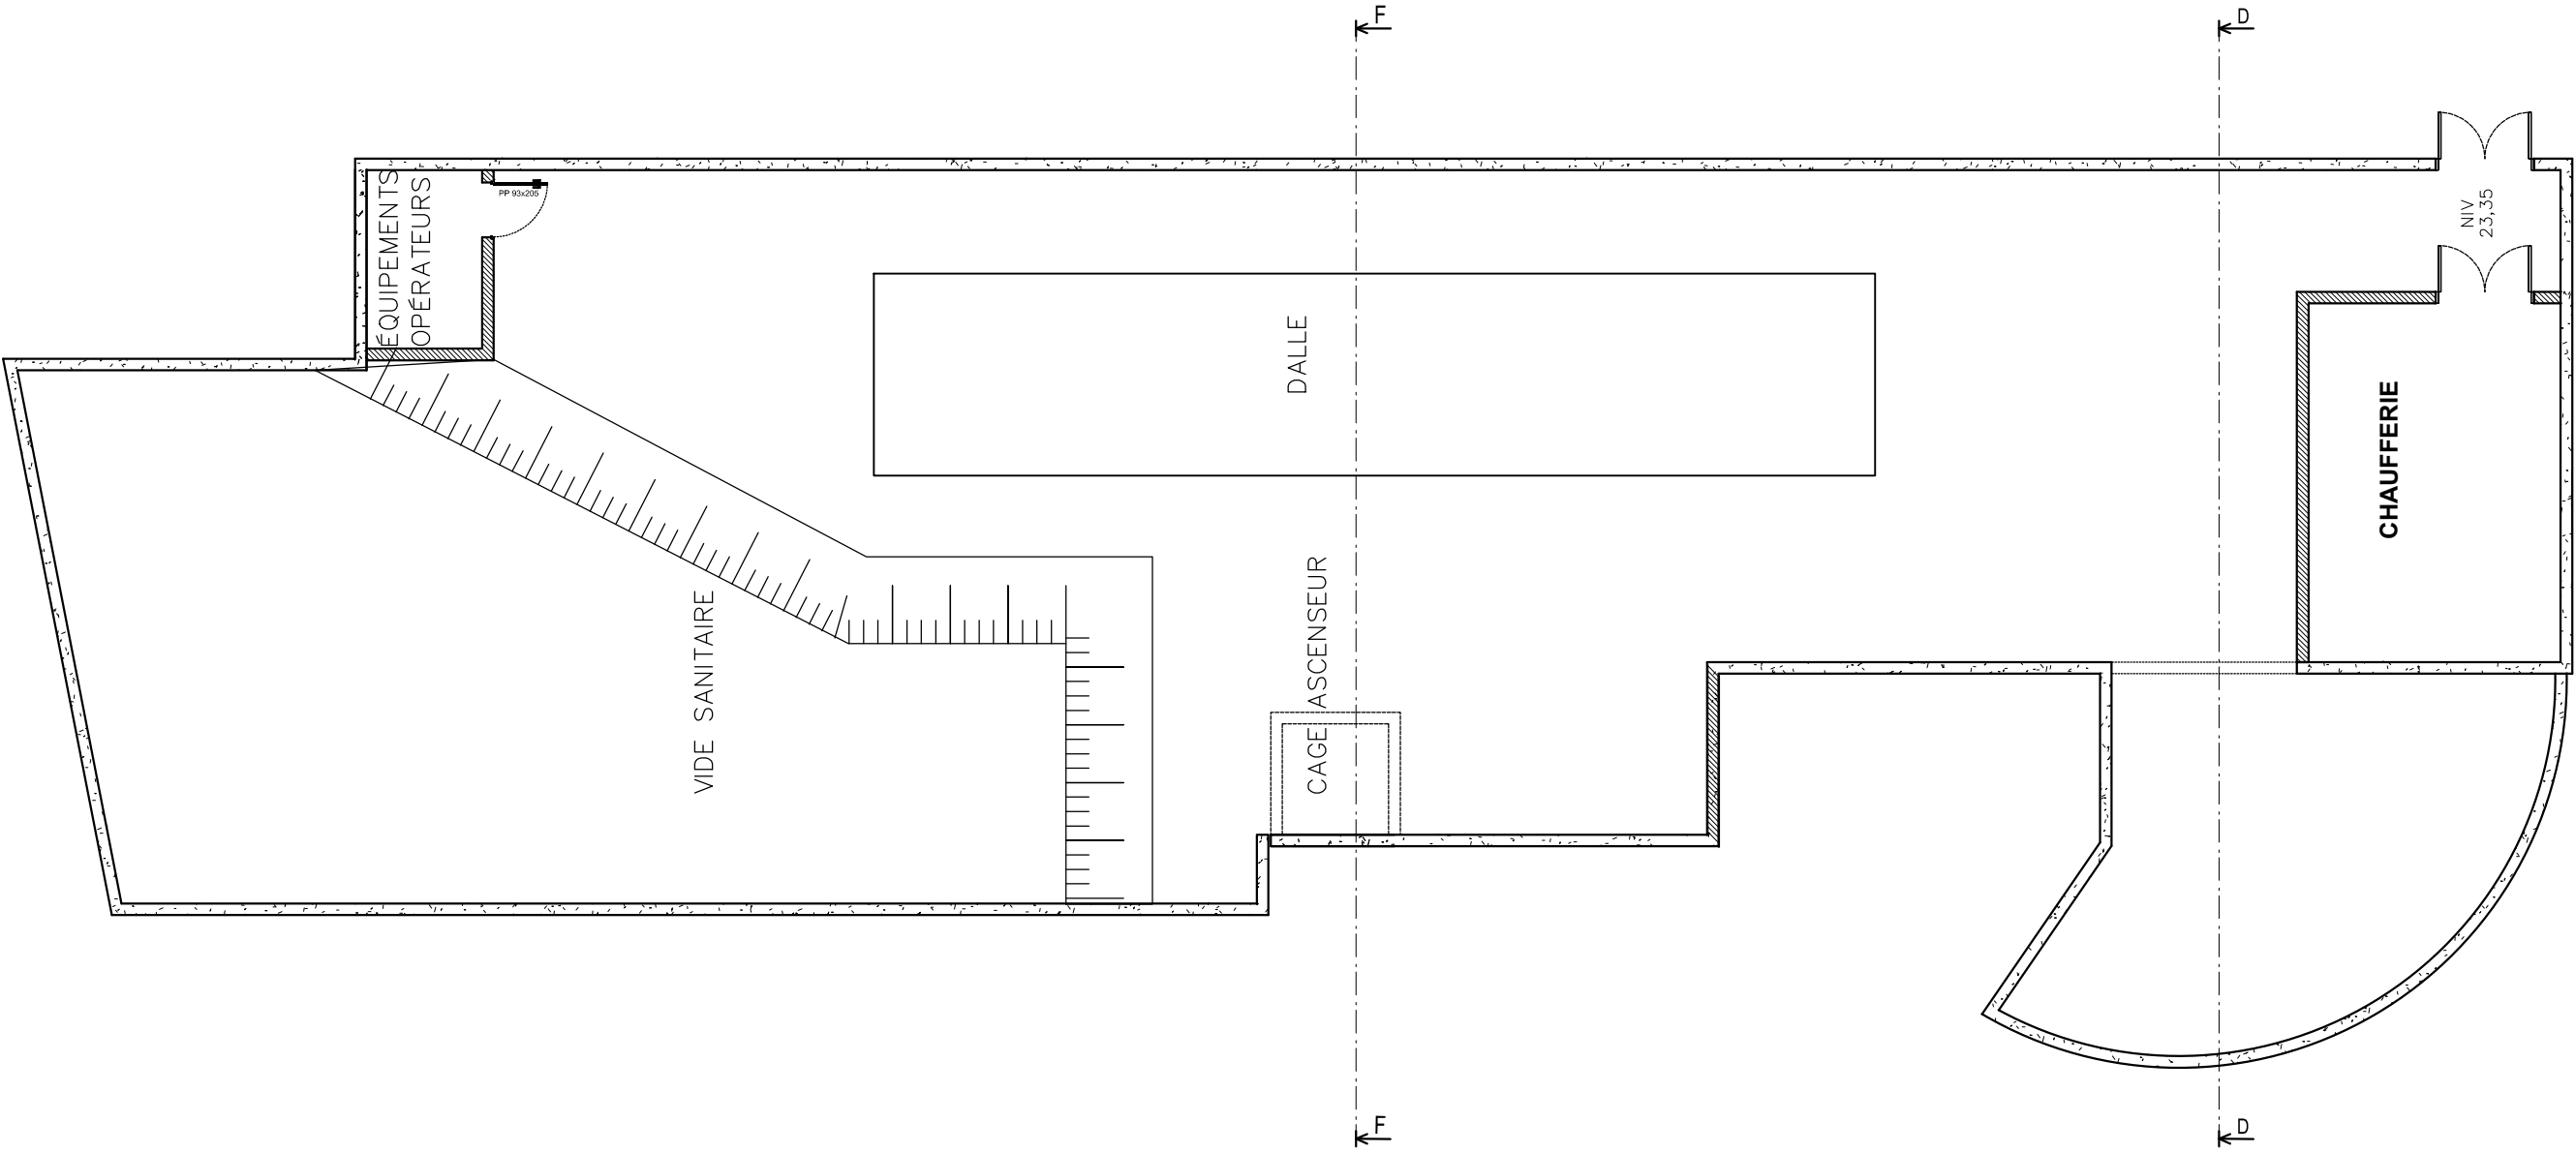 F
D
ÉQUIPEMENTS
OPÉRATEURS
PP 93x205
NIV
23,35
DALLE
CHAUFFERIE
VIDE SANITAIRE
CAGE ASCENSEUR
F
D